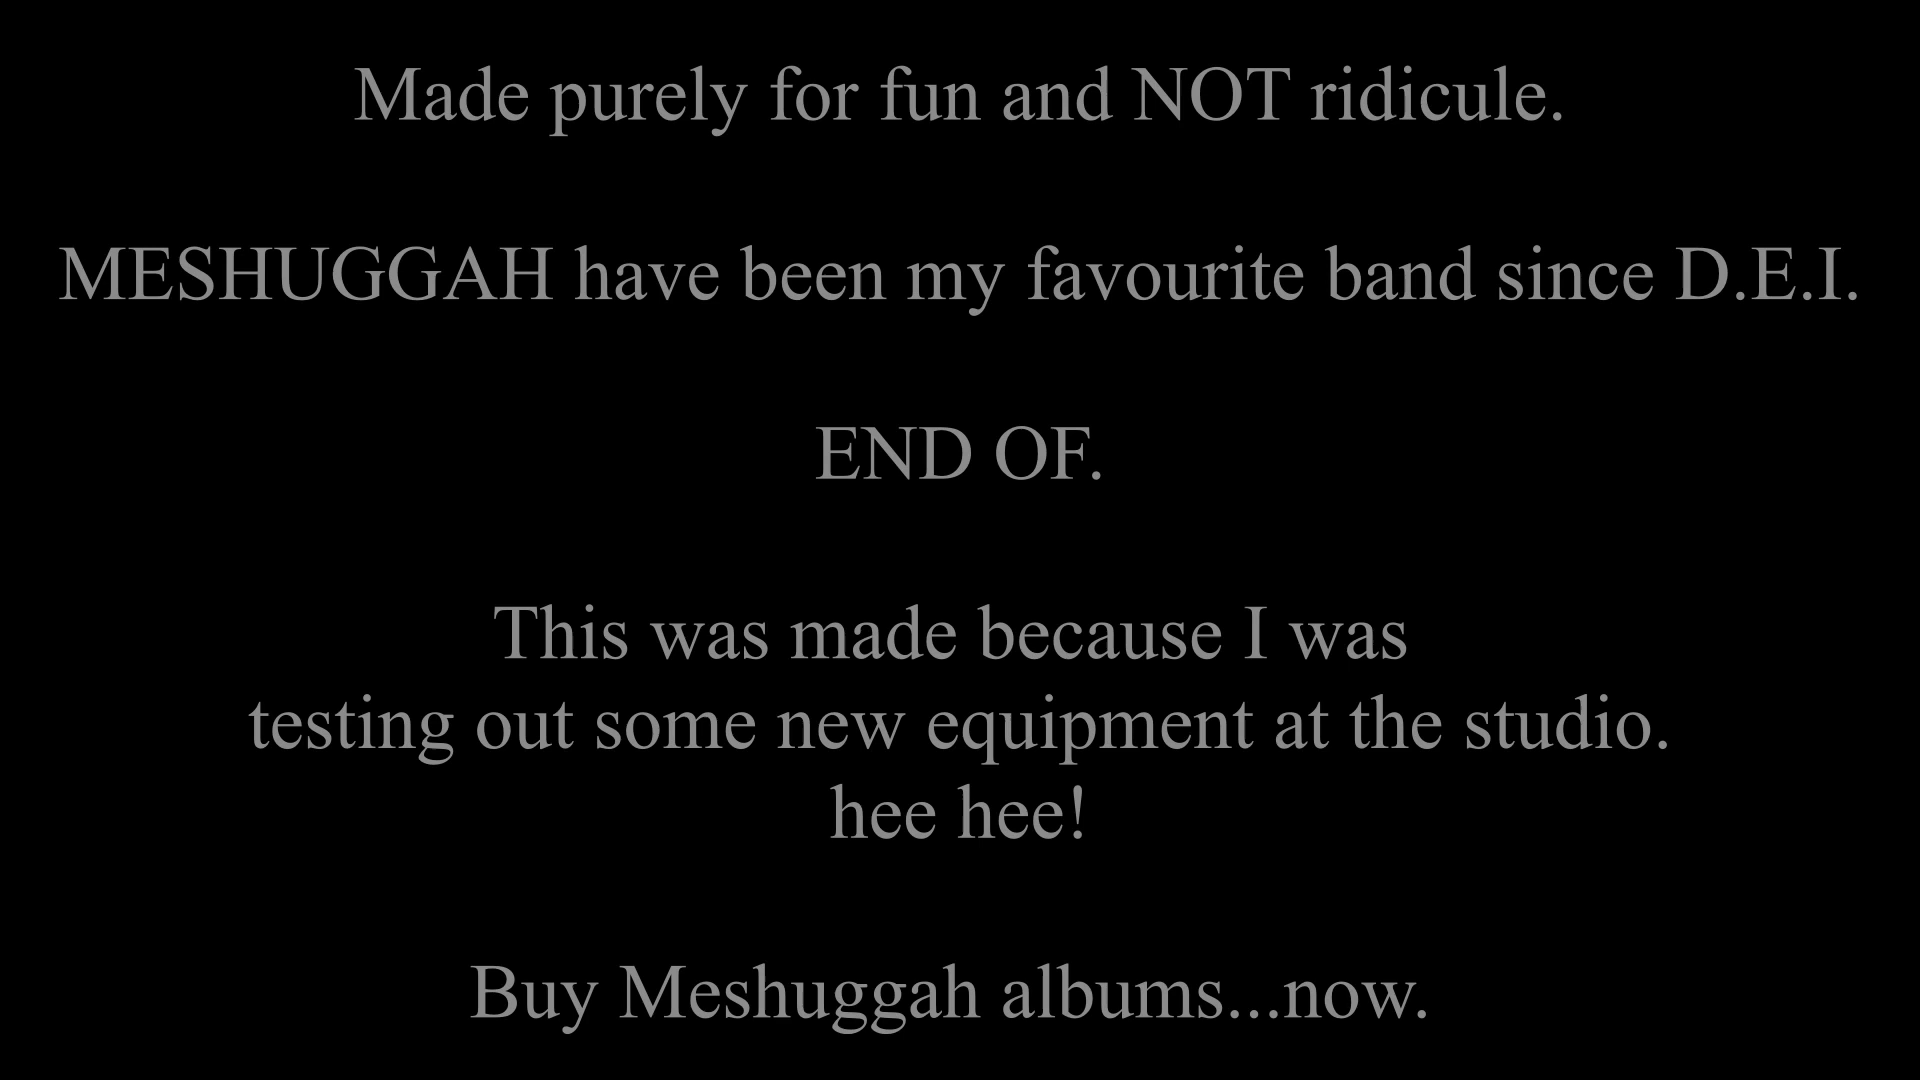 Made purely for fun and NOT ridicule.
MESHUGGAH have been my favourite band since D.E.I.
END OF.
This was made because I was
testing out some new equipment at the studio.
hee hee!
Buy Meshuggah albums...now.